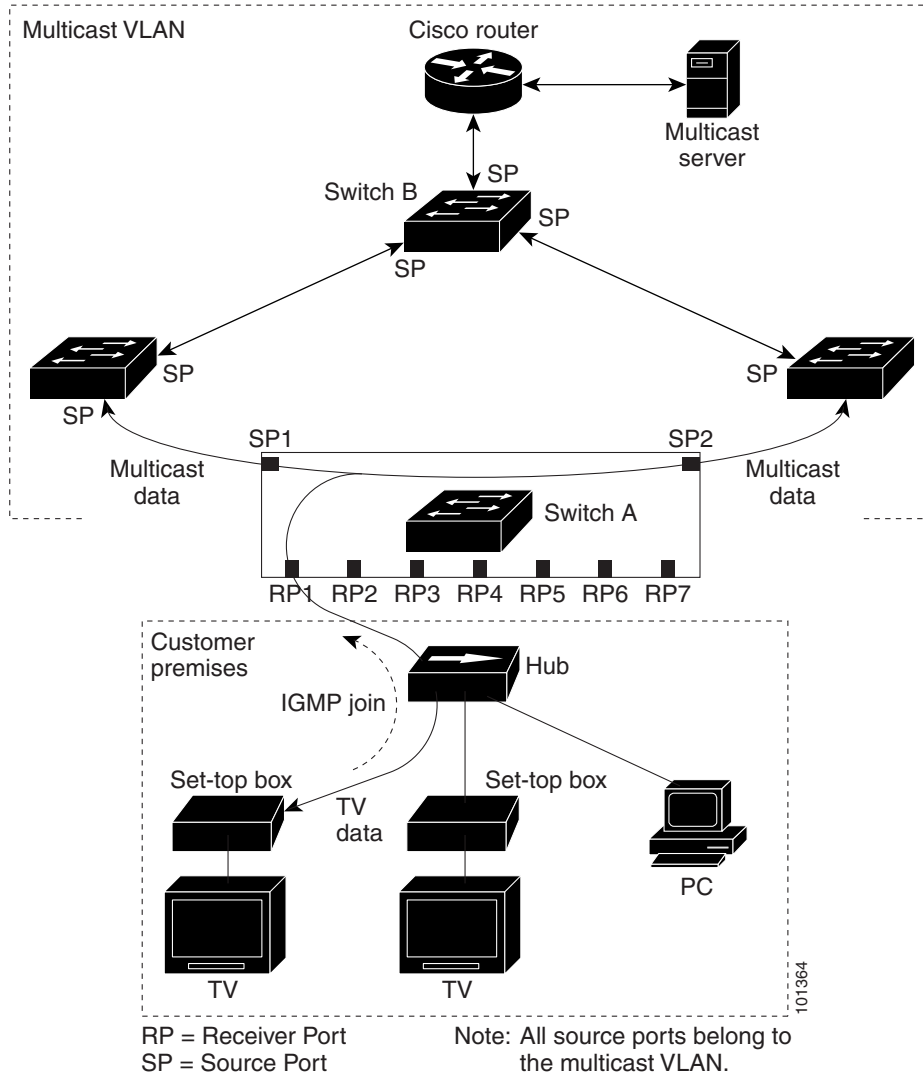 Multicast VLAN
Cisco router
Multicast
server
SP
Switch B
SP
SP
SP
SP
SP
SP1
SP2
Multicast
data
Multicast
data
Switch A
RP1 RP2 RP3 RP4 RP5 RP6 RP7
Customer
premises
Hub
IGMP join
Set-top box
Set-top box
TV
data
PC
TV
TV
101364
RP = Receiver Port
SP = Source Port
Note: All source ports belong to
the multicast VLAN.